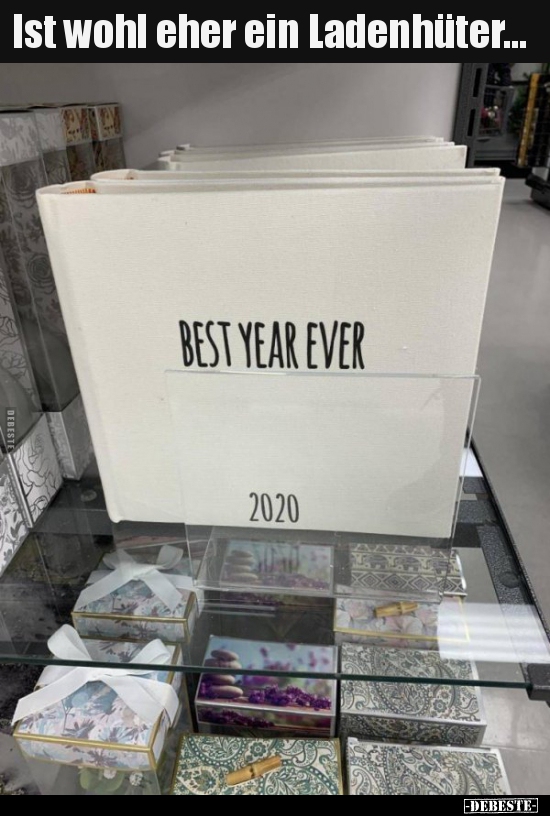 Ist wohl eher ein Ladenhüter...
BEST YEAR EVER
2020
DEBESTE
-DEBESTE-